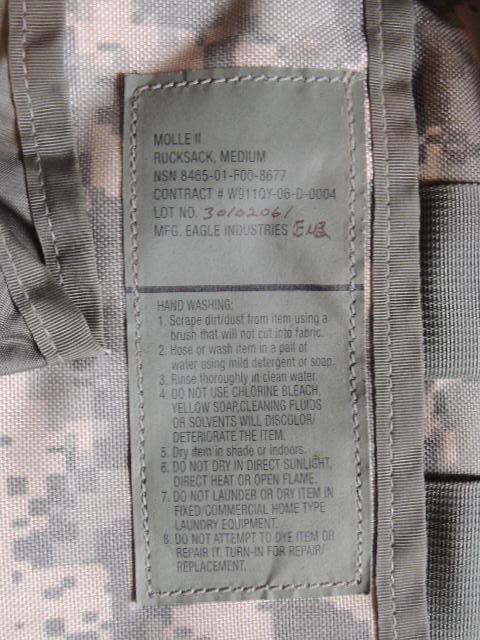 MOLLE II
RUCKSACK, MEDIUM
NSN 8465-01-F00-8677
CONTRACT # W911QY-06-D-0004
LOT NO. 30102061
MFG. EAGLE INDUSTRIES
HAND WASHING:
1. Scrape dirt/dust from item using a
brush that will not cut into fabric.
2. Hose or wash item in a pail of
water using mild detergent or soap.
3. Rinse thoroughly in clean water.
4. DO NOT USE CHLORINE BLEACH,
YELLOW SOAP,CLEANING FLUIDS
OR SOLVENTS WILL DISCOLOR/
DETERIORATE THE ITEM.
5. Dry item in shade or indoors.
6. DO NOT DRY IN DIRECT SUNLIGHT,
DIRECT HEAT OR OPEN FLAME.
7. DO NOT LAUNDER OR DRY ITEM IN
FIXED/COMMERCIAL HOME TYPE
LAUNDRY EQUIPMENT.
8. DO NOT ATTEMPT TO DYE ITEM OR
REPAIR IT. TURN-IN FOR REPAIR/
REPLACEMENT.